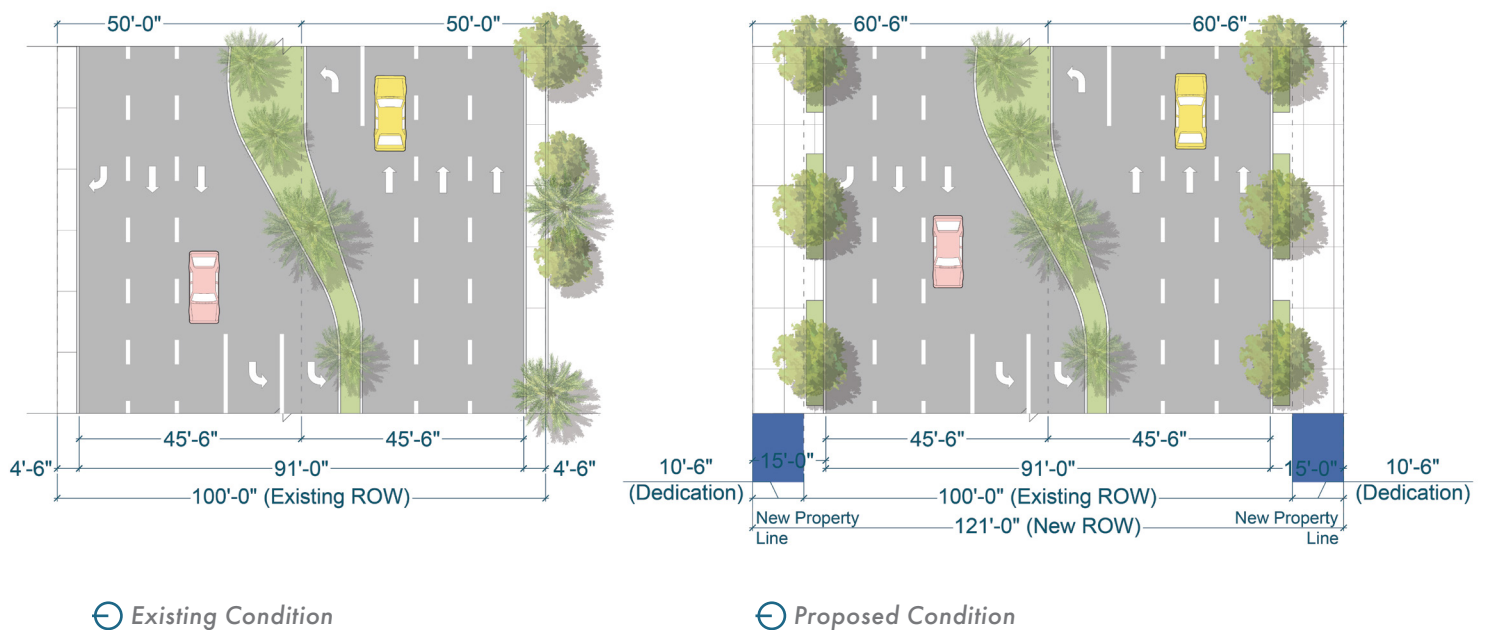 50'-0" 50'-0"
45'-6" 45'-6"
4'-6" 91'-0" 4'-6"
100'-0" (Existing ROW)
Existing Condition
60'-6" 60'-6"
45'-6" 45'-6"
15'-0" 15'-0"
10'-6" 91'-0" 10'-6"
(Dedication) 100'-0" (Existing ROW) (Dedication)
New Property 121'-0" (New ROW) New Property
Line Line
Proposed Condition